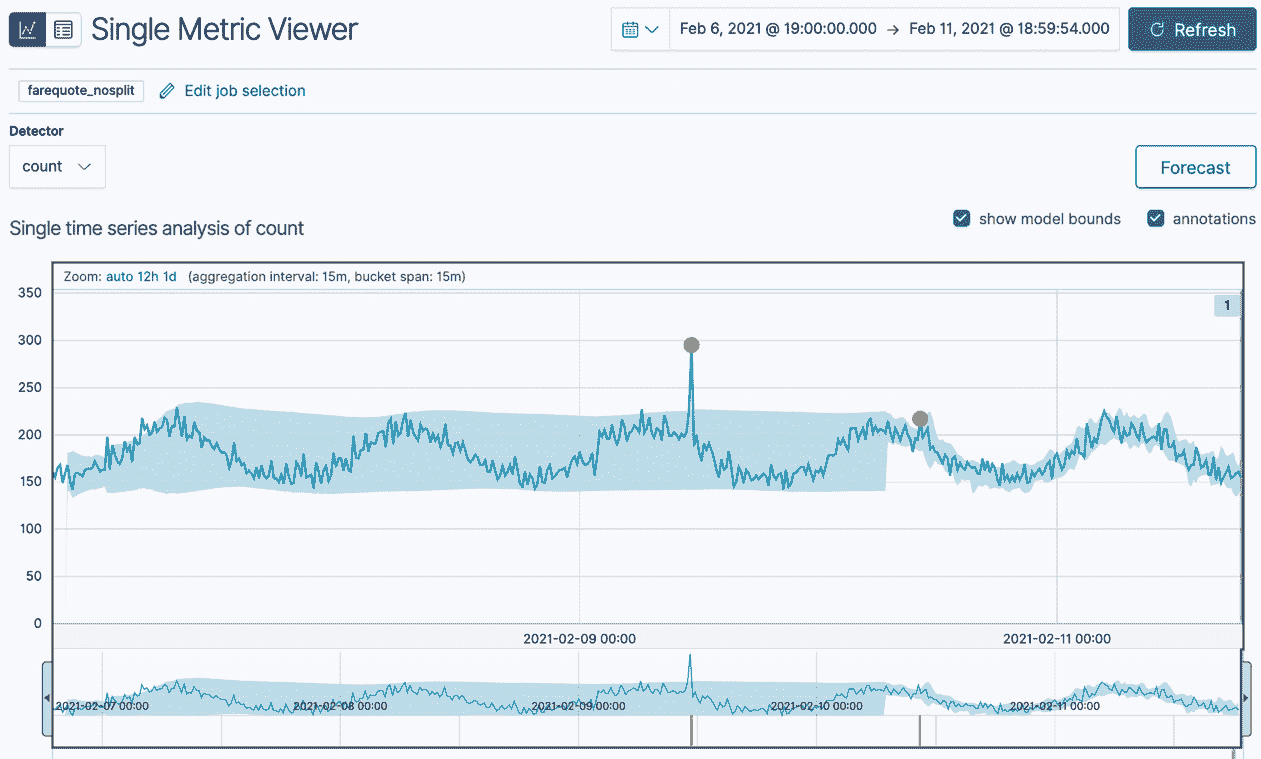 Single Metric Viewer
Feb 6, 2021 @ 19:00:00.000 → Feb 11, 2021 @ 18:59:54.000
Refresh
farequote_nosplit
Edit job selection
Detector
count
Forecast
show model bounds
annotations
Single time series analysis of count
Zoom: auto 12h 1d (aggregation interval: 15m, bucket span: 15m)
1
350
300
250
200
150
100
50
0
2021-02-09 00:00
2021-02-11 00:00
2021-02-07 00:00
2021-02-08 00:00
2021-02-09 00:00
2021-02-10 00:00
2021-02-11 00:00